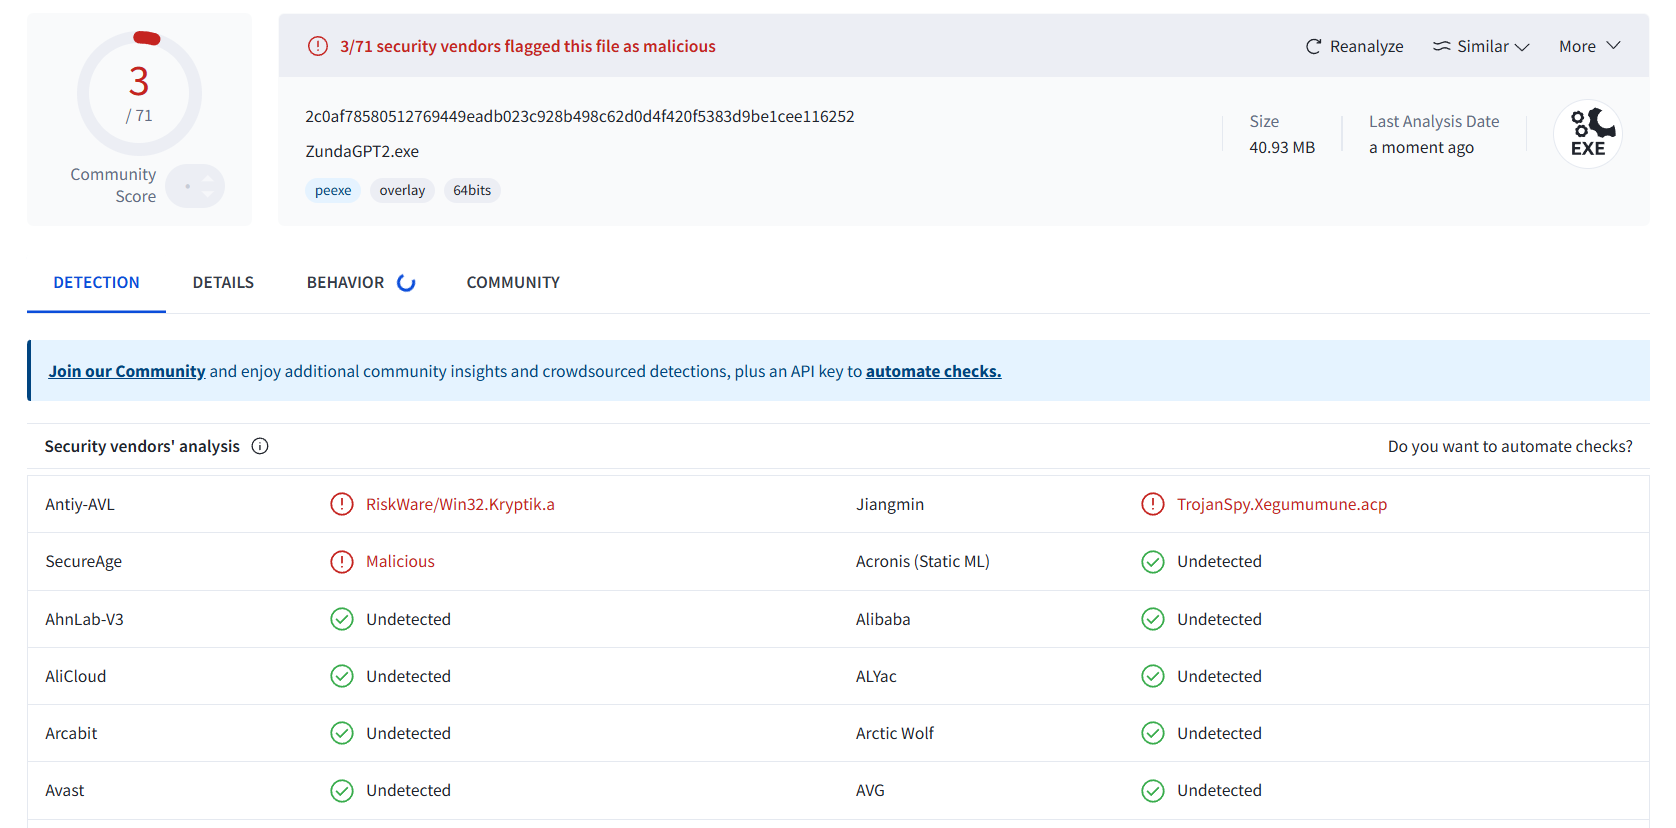 3
/ 71
Community
Score
3/71 security vendors flagged this file as malicious
Reanalyze
Similar
More
2c0af78580512769449eadb023c928b498c62d0d4f420f5383d9be1cee116252
ZundaGPT2.exe
peexe
overlay
64bits
Size
40.93 MB
Last Analysis Date
a moment ago
EXE
DETECTION
DETAILS
BEHAVIOR
COMMUNITY
Join our Community and enjoy additional community insights and crowdsourced detections, plus an API key to automate checks.
Security vendors' analysis
Do you want to automate checks?
Antiy-AVL
RiskWare/Win32.Kryptik.a
Jiangmin
TrojanSpy.Xegumumune.acp
SecureAge
Malicious
Acronis (Static ML)
Undetected
AhnLab-V3
Undetected
Alibaba
Undetected
AliCloud
Undetected
ALYac
Undetected
Arcabit
Undetected
Arctic Wolf
Undetected
Avast
Undetected
AVG
Undetected